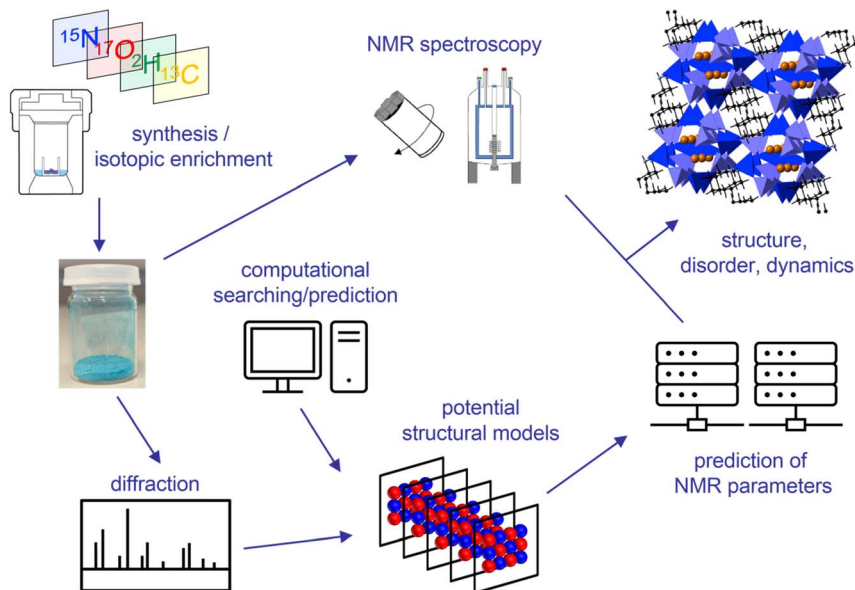 ¹⁵N
¹⁷O
²H
¹³C
synthesis /
isotopic enrichment
NMR spectroscopy
structure,
disorder, dynamics
computational
searching/prediction
potential
structural models
prediction of
NMR parameters
diffraction